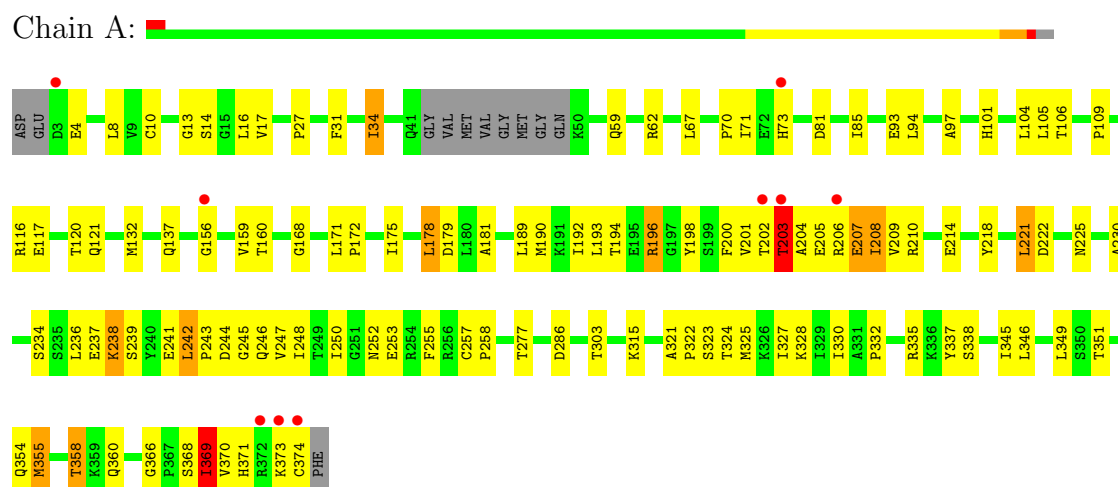 Chain A:
ASP GLU D3 E4 L8 V9 C10 G13 S14 G15 L16 V17 P27 F31 I34 Q41 GLY VAL MET VAL GLY MET GLY GLN K50 Q59 R62 L67 P70 I71 E72 H73 D81 I85 E93 L94 A97 H101 L104 L105 T106 P109
R116 E117 T120 Q121 M132 Q137 G156 V159 T160 G168 L171 P172 I175 L178 D179 L180 A181 L189 M190 K191 I192 L193 T194 E195 R196 G197 Y198 S199 F200 V201 T202 T203 A204 E205 R206 E207 I208 V209 R210 E214 Y218 L221 D222 N225 A230
S234 S235 L236 E237 K238 S239 Y240 E241 L242 P243 D244 G245 Q246 V247 I248 T249 I250 G251 N252 E253 R254 F255 R256 C257 P258 T277 D286 T303 K315 A321 P322 S323 T324 M325 K326 I327 K328 I329 I330 A331 P332 R335 K336 Y337 S338 I345 L346 L349 S350 T351
Q354 M355 T358 K359 Q360 G366 P367 S368 I369 V370 H371 R372 K373 C374 PHE